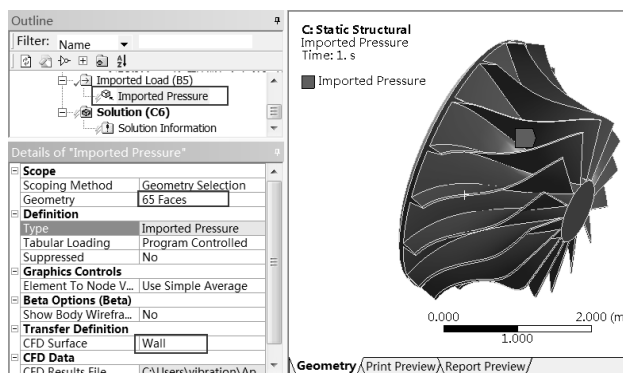 Outline
Filter: Name
Imported Load (B5)
Imported Pressure
Solution (C6)
Solution Information
Details of "Imported Pressure"
Scope
Scoping Method Geometry Selection
Geometry 65 Faces
Definition
Type Imported Pressure
Tabular Loading Program Controlled
Suppressed No
Graphics Controls
Element To Node V... Use Simple Average
Beta Options (Beta)
Show Body Wirefra... No
Transfer Definition
CFD Surface Wall
CFD Data
CFD Results File C:\Users\vibration\Ap
C: Static Structural
Imported Pressure
Time: 1. s
Imported Pressure
0.000 2.000 (m
1.000
Geometry Print Preview Report Preview